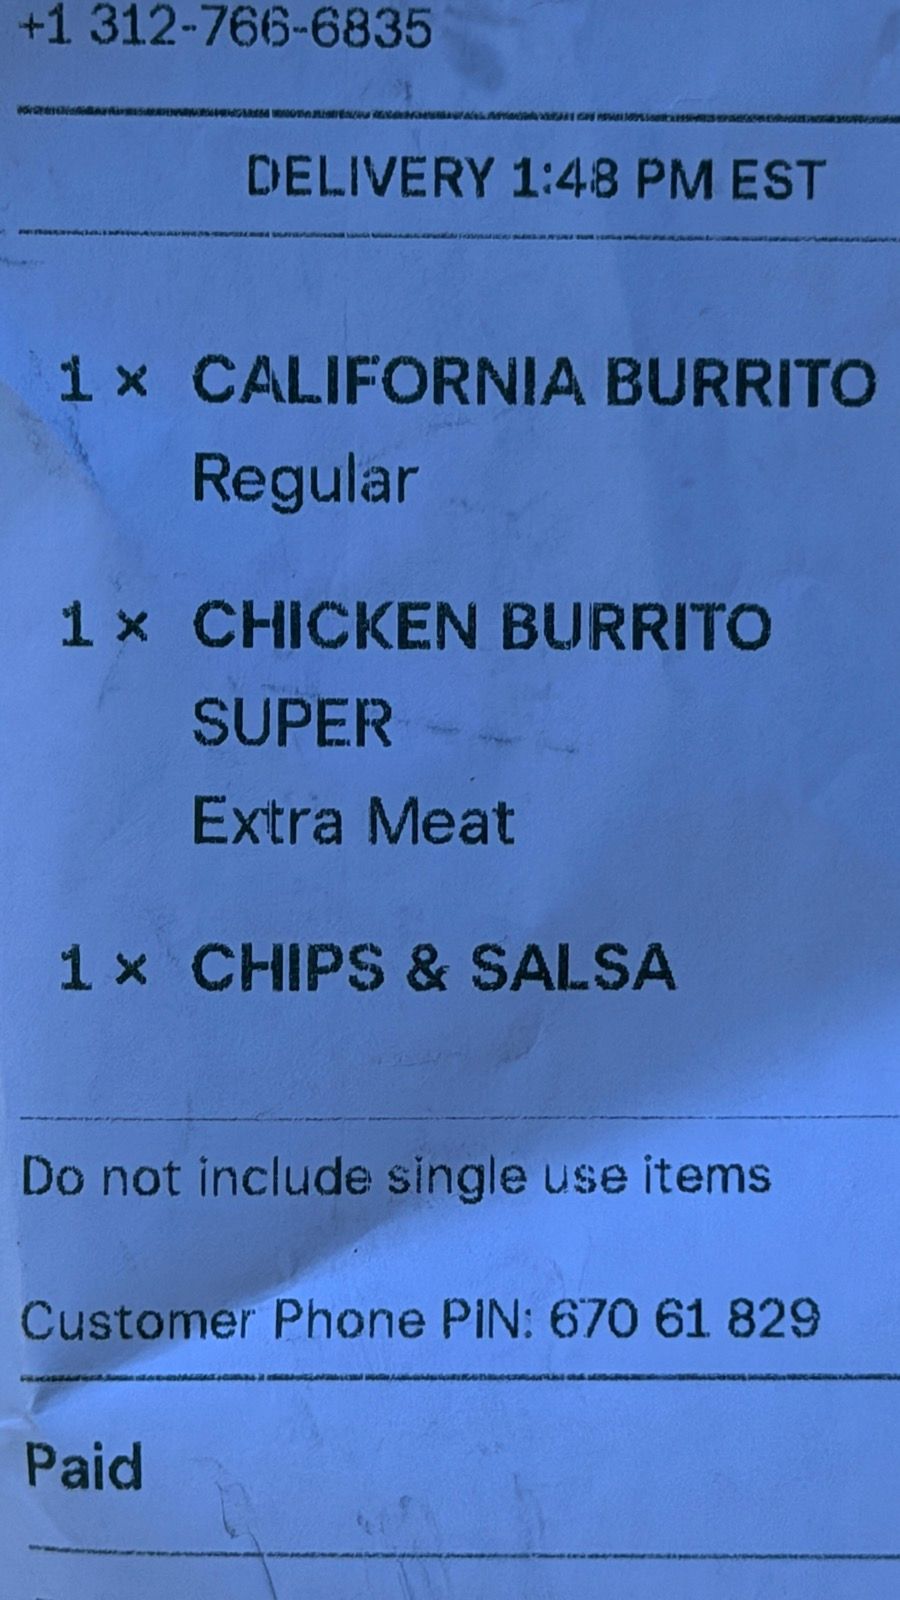 +1 312-766-6835
DELIVERY 1:48 PM EST
1 × CALIFORNIA BURRITO
Regular
1 × CHICKEN BURRITO
SUPER
Extra Meat
1 × CHIPS & SALSA
Do not include single use items
Customer Phone PIN: 670 61 829
Paid